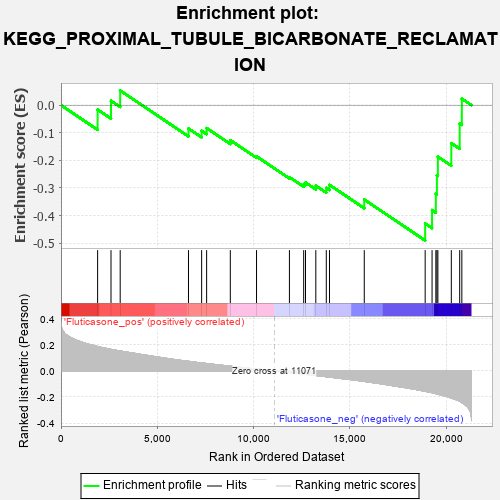 Enrichment plot:
KEGG_PROXIMAL_TUBULE_BICARBONATE_RECLAMAT
ION
Enrichment score (ES)
0.0
-0.1
-0.2
-0.3
-0.4
-0.5
'Fluticasone_pos' (positively correlated)
Ranked list metric (Pearson)
0.4
0.2
0.0
-0.2
-0.4
Zero cross at 11071
'Fluticasone_neg' (negatively correlated)
0 5,000 10,000 15,000 20,000
Rank in Ordered Dataset
Enrichment profile Hits Ranking metric scores